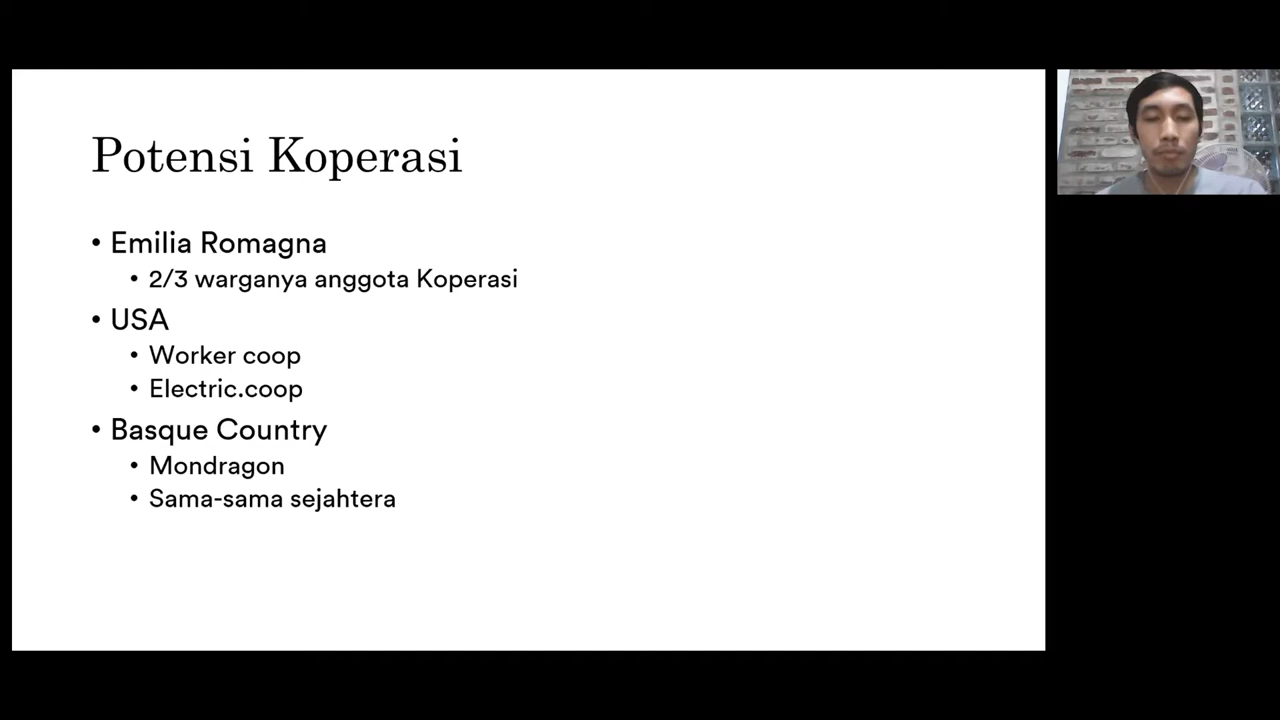 Potensi Koperasi
• Emilia Romagna
• 2/3 warganya anggota Koperasi
• USA
• Worker coop
• Electric.coop
• Basque Country
• Mondragon
• Sama-sama sejahtera